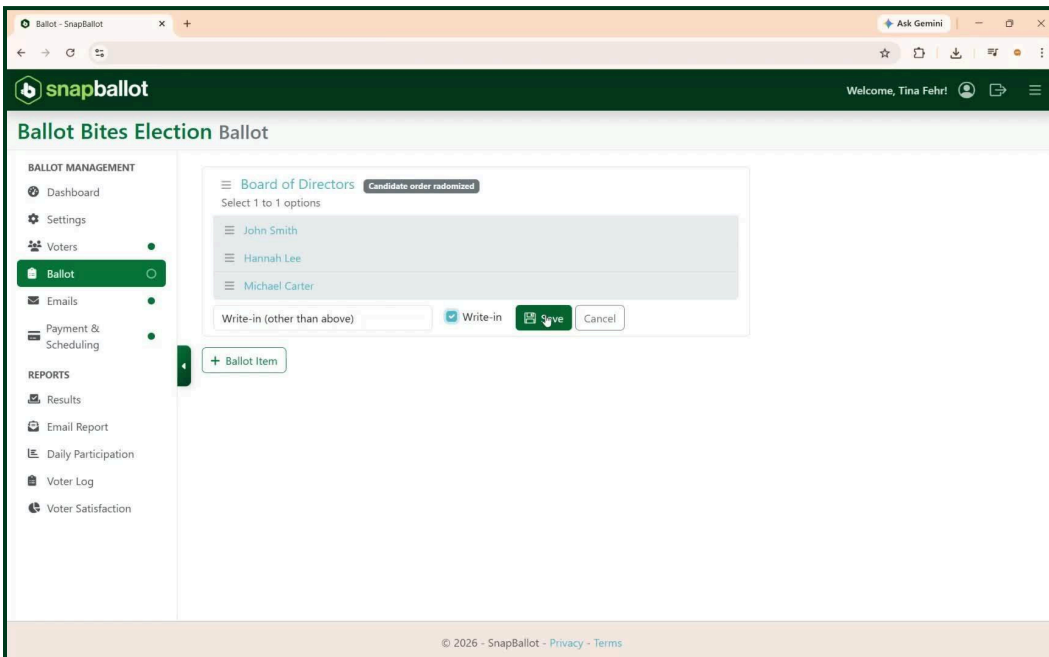 Ballot - SnapBallot
Ask Gemini
snapballot
Welcome, Tina Fehr!
Ballot Bites Election Ballot
BALLOT MANAGEMENT
Dashboard
Settings
Voters
Ballot
Emails
Payment &
Scheduling
REPORTS
Results
Email Report
Daily Participation
Voter Log
Voter Satisfaction
Board of Directors Candidate order radomized
Select 1 to 1 options
John Smith
Hannah Lee
Michael Carter
Write-in (other than above) Write-in Save Cancel
+ Ballot Item
© 2026 - SnapBallot - Privacy - Terms